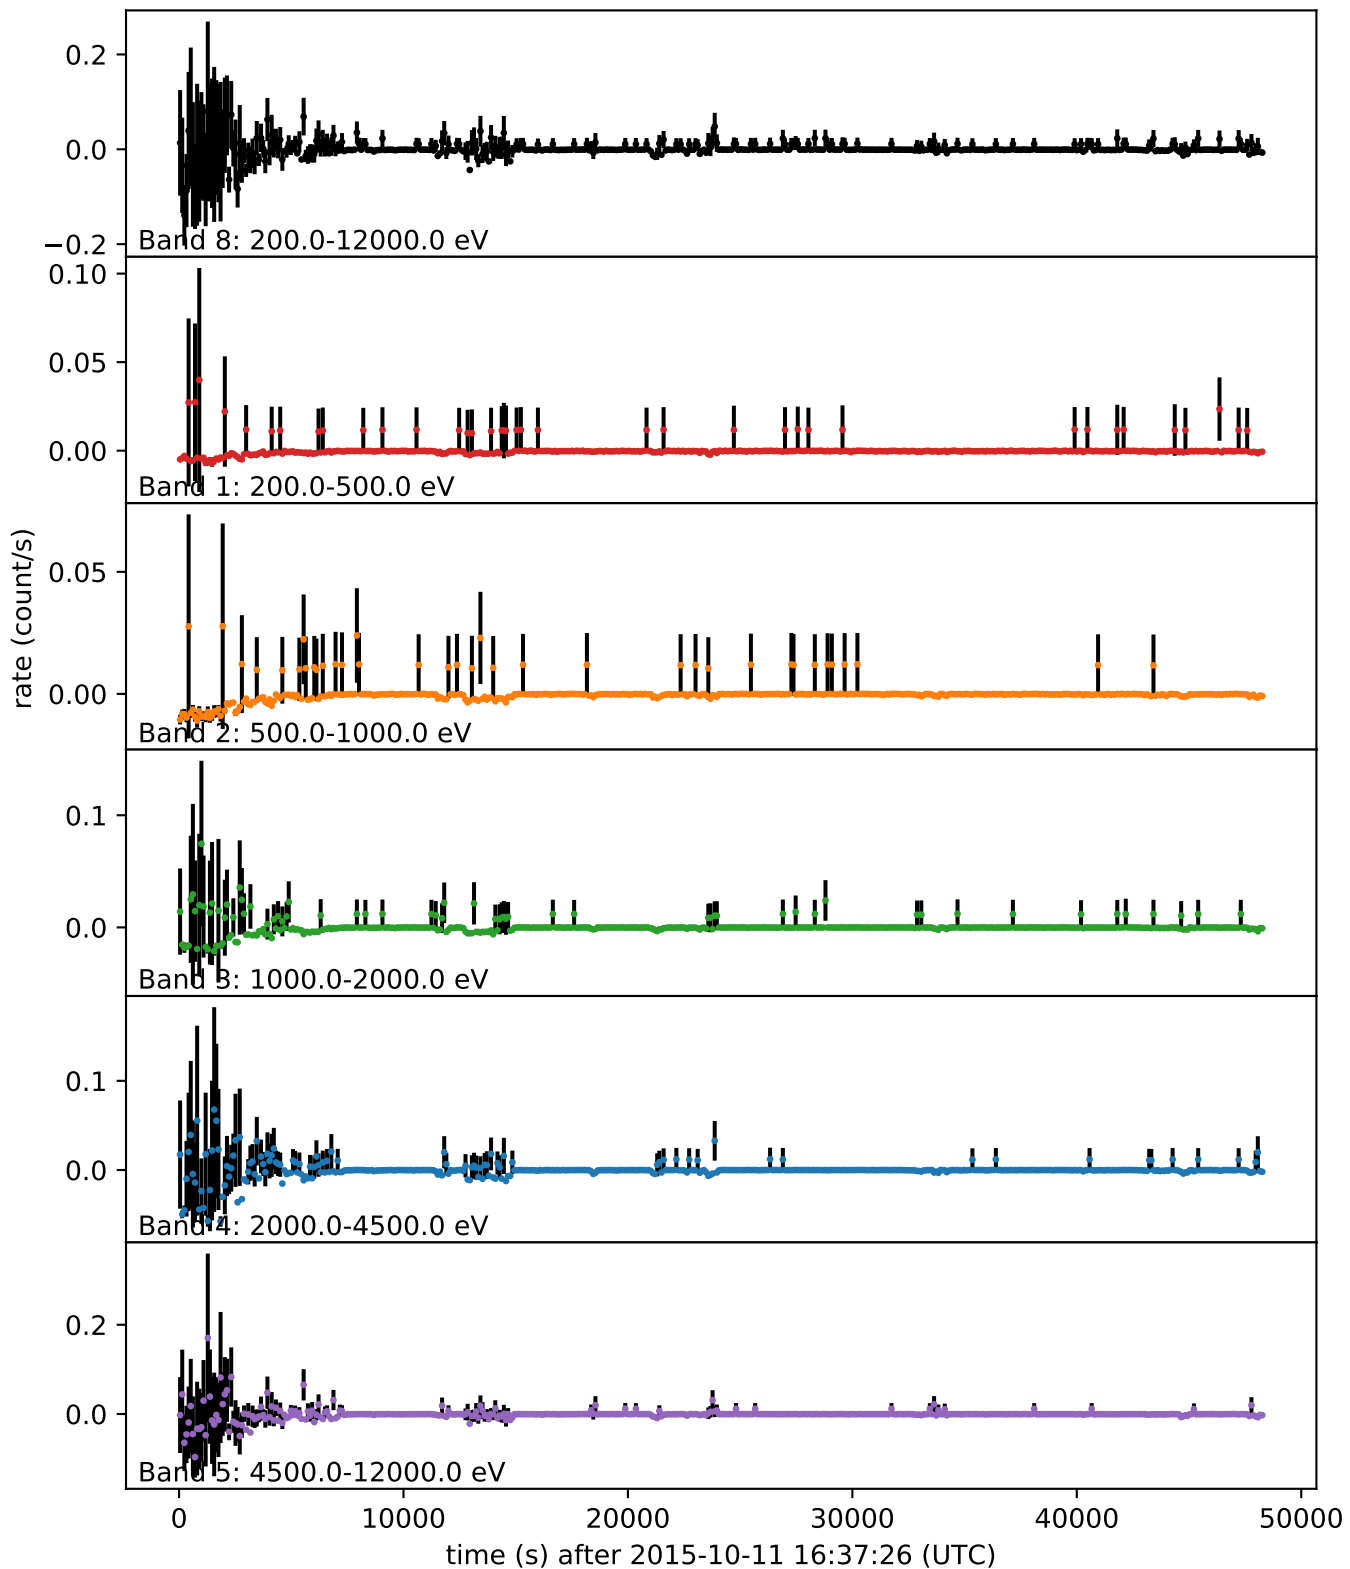 0.2
0.0
−0.2
Band 8: 200.0-12000.0 eV
0.10
0.05
0.00
Band 1: 200.0-500.0 eV
rate (count/s)
0.05
0.00
Band 2: 500.0-1000.0 eV
0.1
0.0
Band 3: 1000.0-2000.0 eV
0.1
0.0
Band 4: 2000.0-4500.0 eV
0.2
0.0
Band 5: 4500.0-12000.0 eV
0 10000 20000 30000 40000 50000
time (s) after 2015-10-11 16:37:26 (UTC)